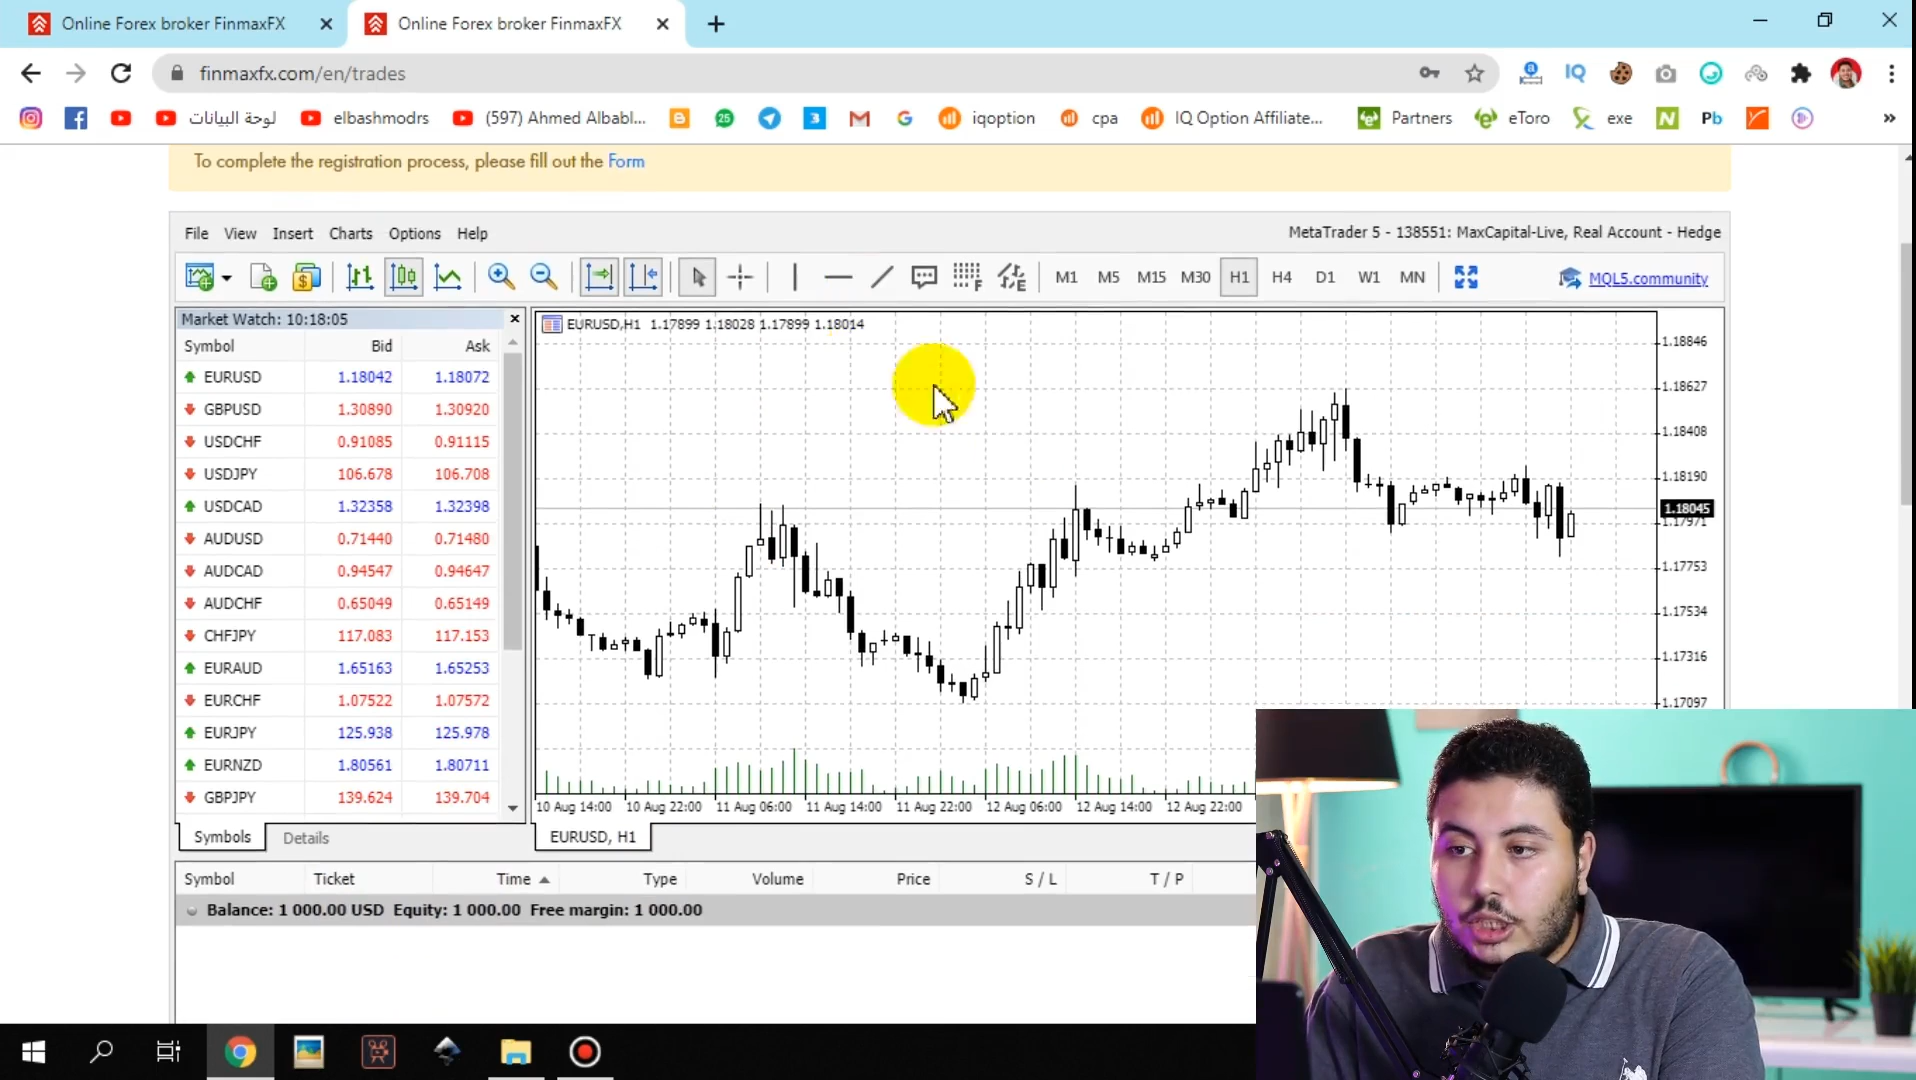 Online Forex broker FinmaxFX
Online Forex broker FinmaxFX
finmaxfx.com/en/trades
IQ
لوحة البيانات
elbashmodrs
(597) Ahmed Albabl...
25
3
iqoption
cpa
IQ Option Affiliate...
Partners
eToro
exe
N
Pb
To complete the registration process, please fill out the Form
File View Insert Charts Options Help
MetaTrader 5 - 138551: MaxCapital-Live, Real Account - Hedge
M1 M5 M15 M30 H1 H4 D1 W1 MN
MQL5.community
Market Watch: 10:18:05
Symbol Bid Ask
EURUSD 1.18042 1.18072
GBPUSD 1.30890 1.30920
USDCHF 0.91085 0.91115
USDJPY 106.678 106.708
USDCAD 1.32358 1.32398
AUDUSD 0.71440 0.71480
AUDCAD 0.94547 0.94647
AUDCHF 0.65049 0.65149
CHFJPY 117.083 117.153
EURAUD 1.65163 1.65253
EURCHF 1.07522 1.07572
EURJPY 125.938 125.978
EURNZD 1.80561 1.80711
GBPJPY 139.624 139.704
Symbols Details
EURUSD,H1 1.17899 1.18028 1.17899 1.18014
1.18846
1.18627
1.18408
1.18190
1.18045
1.17971
1.17753
1.17534
1.17316
1.17097
10 Aug 14:00 10 Aug 22:00 11 Aug 06:00 11 Aug 14:00 11 Aug 22:00 12 Aug 06:00 12 Aug 14:00 12 Aug 22:00
EURUSD, H1
Symbol Ticket Time Type Volume Price S / L T / P
Balance: 1 000.00 USD Equity: 1 000.00 Free margin: 1 000.00